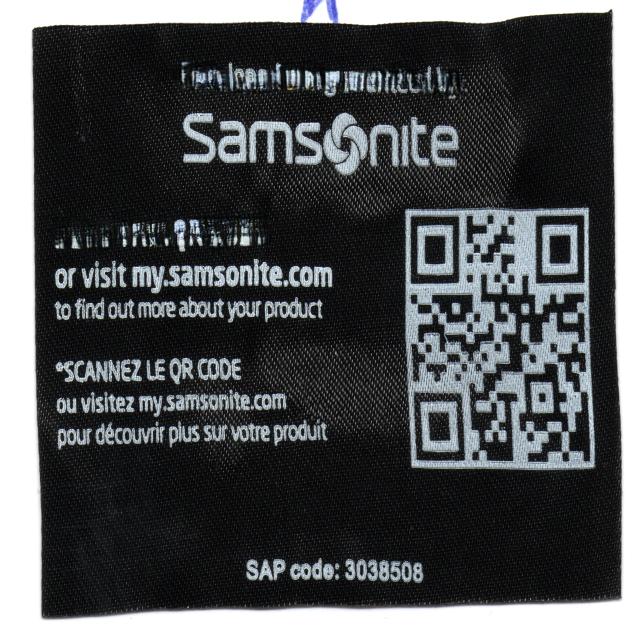 Samsonite
or visit my.samsonite.com
to find out more about your product
*SCANNEZ LE QR CODE
ou visitez my.samsonite.com
pour découvrir plus sur votre produit
SAP code: 3038508